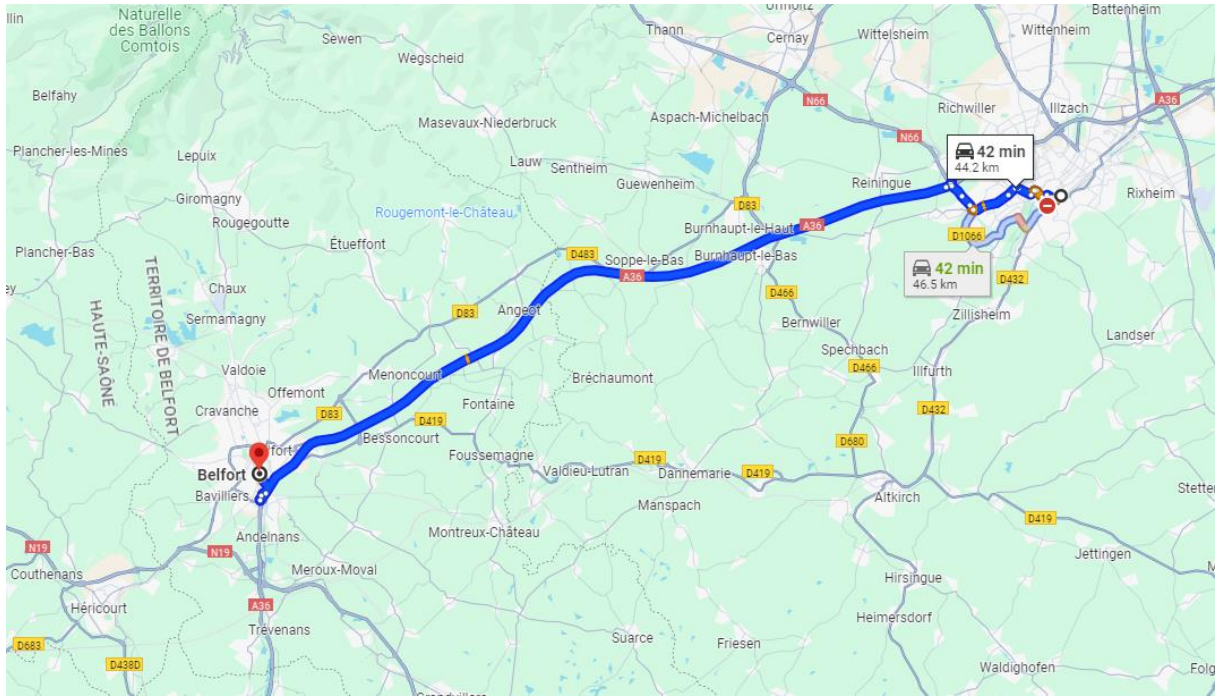 Naturelle
des Ballons
Comtois
Sewen
Wegscheid
Thann
Cernay
Wittelsheim
Wittenheim
Battenheim
Belfahy
N66
Richwiller
Illzach
A36
Masevaux-Niederbruck
Aspach-Michelbach
N66
Plancher-les-Mines
Lepuix
Lauw
Sentheim
42 min
44.2 km
Giromagny
Guewenheim
Reiningue
Rixheim
Rougemont-le-Château
D83
Rougegoutte
Burnhaupt-le-Haut
A36
D1066
Étueffont
D483
Soppe-le-Bas
Burnhaupt-le-Bas
Plancher-Bas
A36
42 min
46.5 km
D432
TERRITOIRE DE BELFORT
HAUTE-SAÔNE
Chaux
D466
Angeot
D83
Zillisheim
Sermamagny
Bernwiller
Landser
Spechbach
Valdoie
Menoncourt
D466
Illfurth
Offemont
Bréchaumont
Cravanche
Fontaine
D83
D419
D432
Bessoncourt
D680
Foussemagne
D419
Belfort
Valdieu-Lutran
Dannemarie
D419
Bavilliers
Altkirch
Manspach
D419
Andelnans
Montreux-Château
N19
N19
Jettingen
Couthenans
Meroux-Moval
Hirsingue
A36
Héricourt
Heimersdorf
Trévenans
D683
Suarce
Friesen
D438D
Waldighofen